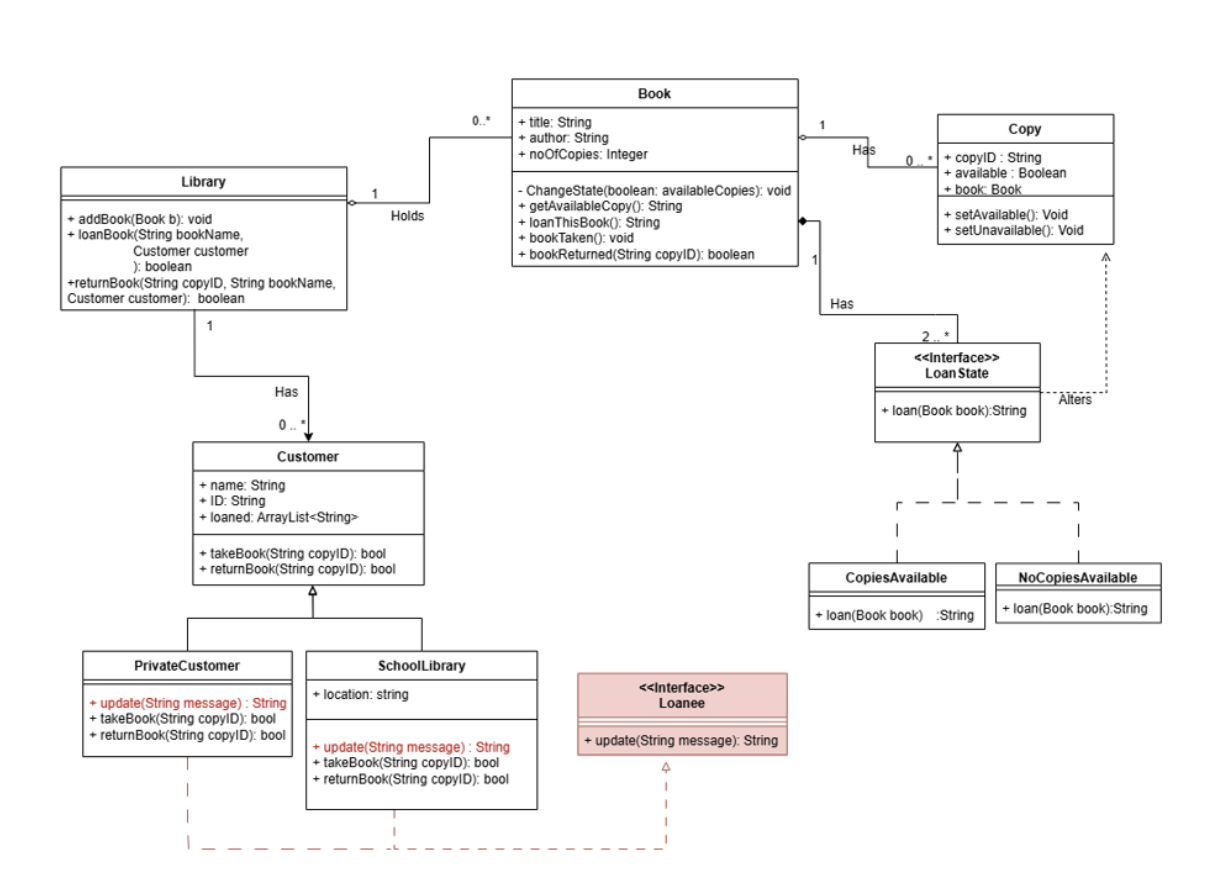 Book
+ title: String
+ author: String
+ noOfCopies: Integer
- ChangeState(boolean: availableCopies): void
+ getAvailableCopy(): String
+ loanThisBook(): String
+ bookTaken(): void
+ bookReturned(String copyID): boolean
0..*
1
Holds
1
Has
0 .. *
Copy
+ copyID : String
+ available : Boolean
+ book: Book
+ setAvailable(): Void
+ setUnavailable(): Void
Library
+ addBook(Book b): void
+ loanBook(String bookName,
Customer customer
): boolean
+returnBook(String copyID, String bookName,
Customer customer): boolean
1
Has
0 .. *
1
Has
2 .. *
<<Interface>>
LoanState
+ loan(Book book):String
Alters
Customer
+ name: String
+ ID: String
+ loaned: ArrayList<String>
+ takeBook(String copyID): bool
+ returnBook(String copyID): bool
CopiesAvailable
+ loan(Book book) :String
NoCopiesAvailable
+ loan(Book book):String
PrivateCustomer
+ update(String message) : String
+ takeBook(String copyID): bool
+ returnBook(String copyID): bool
SchoolLibrary
+ location: string
+ update(String message) : String
+ takeBook(String copyID): bool
+ returnBook(String copyID): bool
<<Interface>>
Loanee
+ update(String message): String